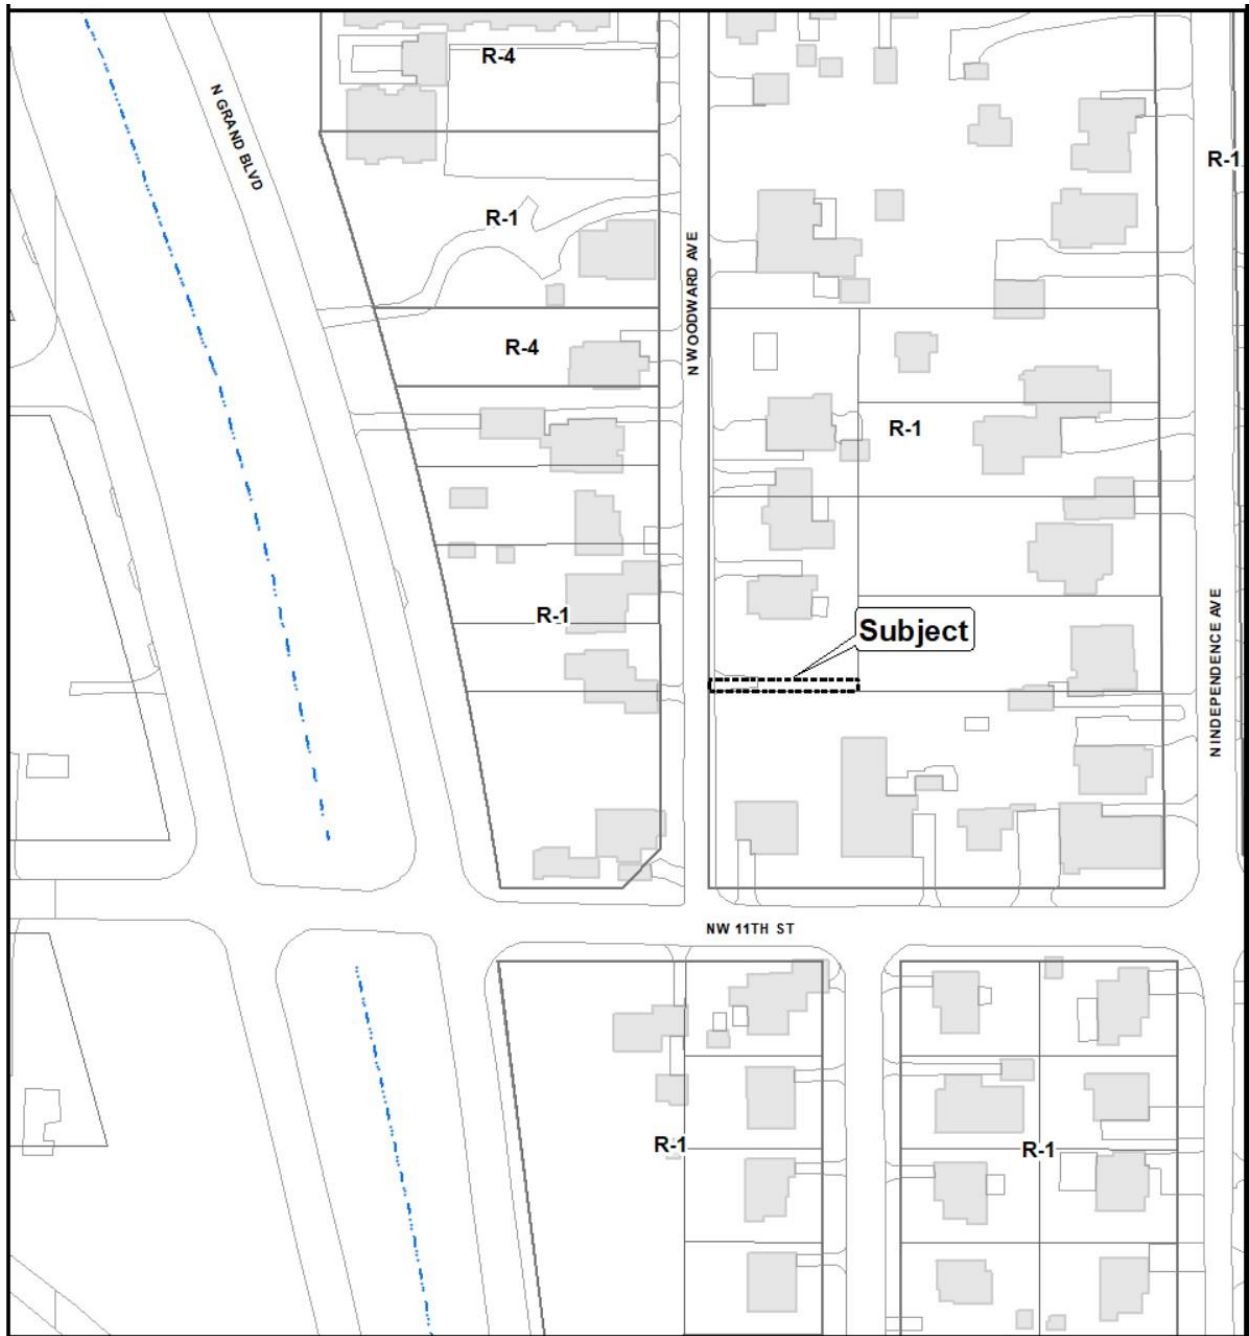 R-4
N GRAND BLVD
R-1
R-1
N WOODWARD AVE
R-4
R-1
R-1
Subject
N INDEPENDENCE AVE
NW 11TH ST
R-1
R-1